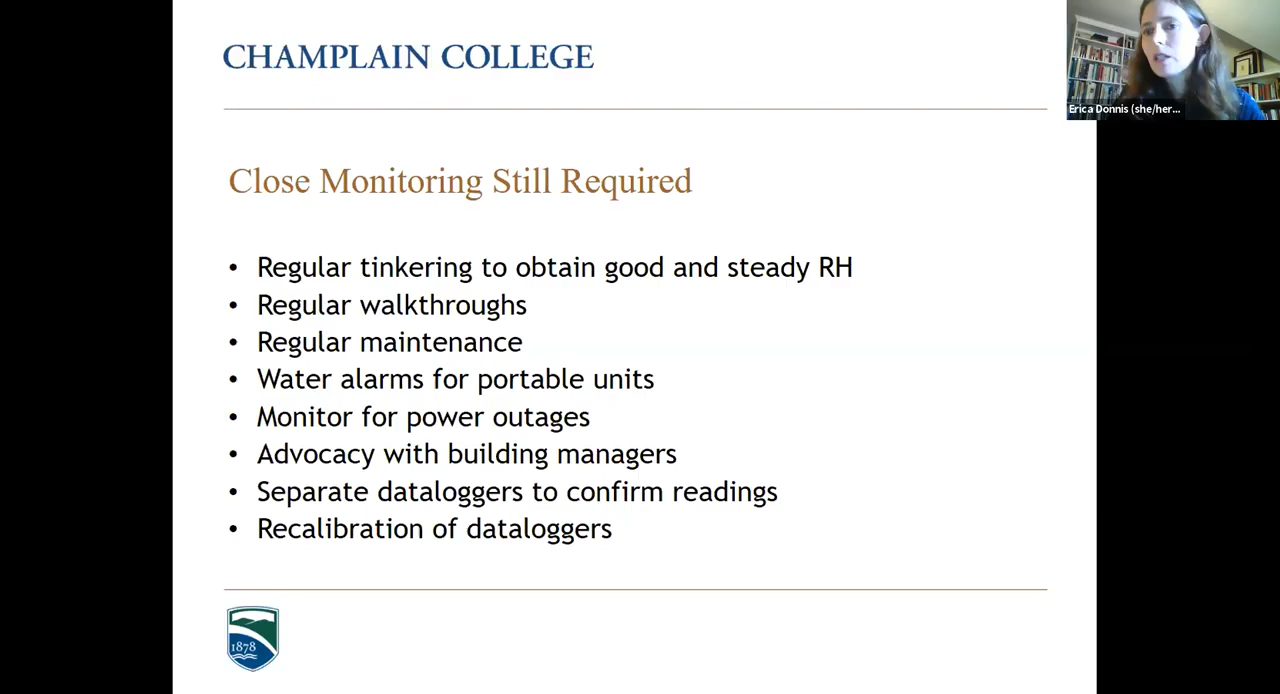 CHAMPLAIN COLLEGE
Erica Donnis (she/her...
Close Monitoring Still Required
• Regular tinkering to obtain good and steady RH
• Regular walkthroughs
• Regular maintenance
• Water alarms for portable units
• Monitor for power outages
• Advocacy with building managers
• Separate dataloggers to confirm readings
• Recalibration of dataloggers
1878